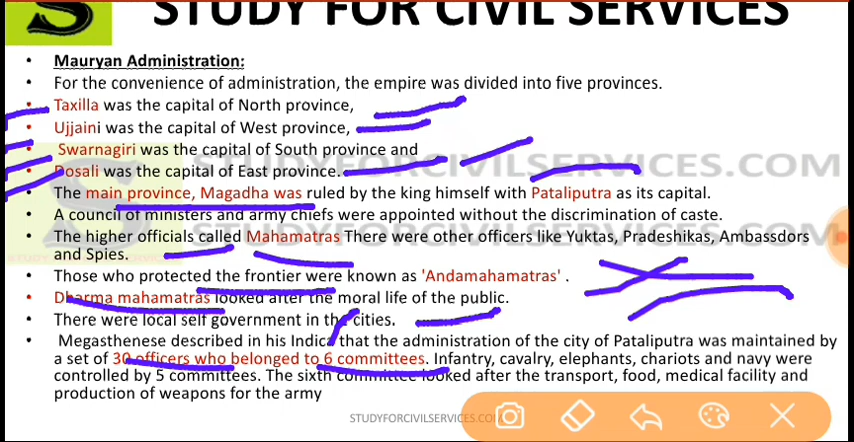 STUDY FOR CIVIL SERVICES
Mauryan Administration:
• For the convenience of administration, the empire was divided into five provinces.
• Taxilla was the capital of North province,
• Ujjaini was the capital of West province,
• Swarnagiri was the capital of South province and
• Dosali was the capital of East province.
STUDYFORCIVILSERVICES.COM
• The main province, Magadha was ruled by the king himself with Pataliputra as its capital.
• A council of ministers and army chiefs were appointed without the discrimination of caste.
• The higher officials called Mahamatras There were other officers like Yuktas, Pradeshikas, Ambassdors
and Spies.
STUDYFORCIVILSERVICES.COM
• Those who protected the frontier were known as 'Andamahamatras' .
• Dharma mahamatras looked after the moral life of the public.
• There were local self government in the cities.
• Megasthenese described in his Indica that the administration of the city of Pataliputra was maintained by
a set of 30 officers who belonged to 6 committees. Infantry, cavalry, elephants, chariots and navy were
controlled by 5 committees. The sixth committee looked after the transport, food, medical facility and
production of weapons for the army
STUDYFORCIVILSERVICES.COM